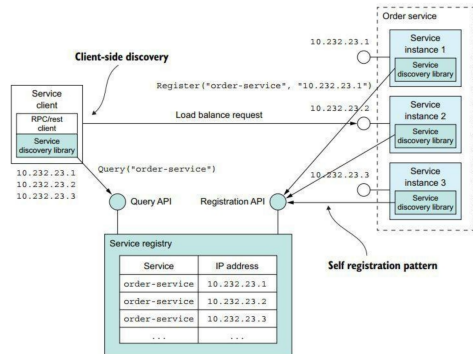 Order service
10.232.23.1
Service
instance 1
Service
discovery library
Client-side discovery
Register("order-service", "10.232.23.1")
Service
client
RPC/rest
client
Service
discovery library
Load balance request
10.232.23.2
Service
instance 2
Service
discovery library
Query("order-service")
10.232.23.1
10.232.23.2
10.232.23.3
Query API
Registration API
10.232.23.3
Service
instance 3
Service
discovery library
Self registration pattern
Service registry
Service IP address
order-service 10.232.23.1
order-service 10.232.23.2
order-service 10.232.23.3
... ...